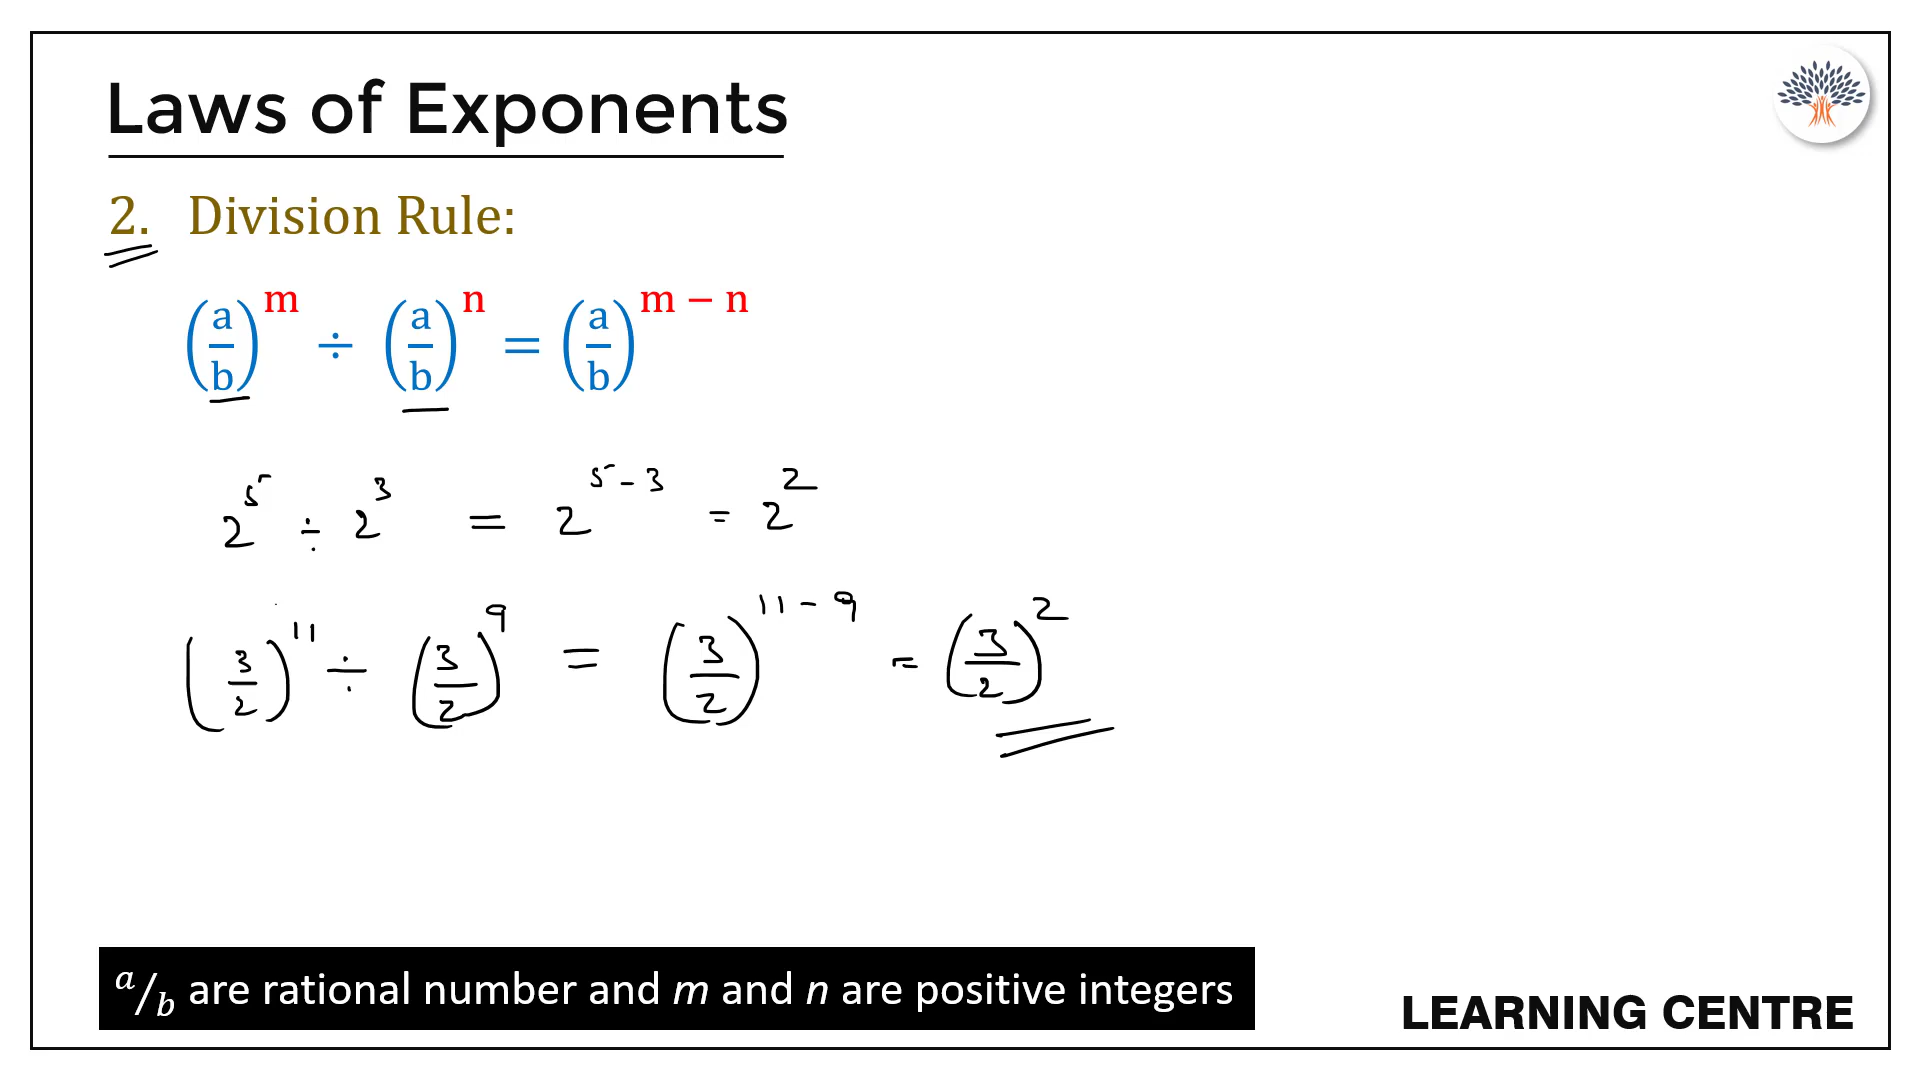 Laws of Exponents
2. Division Rule:
(a/b)^m ÷ (a/b)^n = (a/b)^(m − n)
2^5 ÷ 2^3 = 2^(5-3) = 2^2
(3/2)^11 ÷ (3/2)^9 = (3/2)^(11-9) = (3/2)^2
a/b are rational number and m and n are positive integers
LEARNING CENTRE